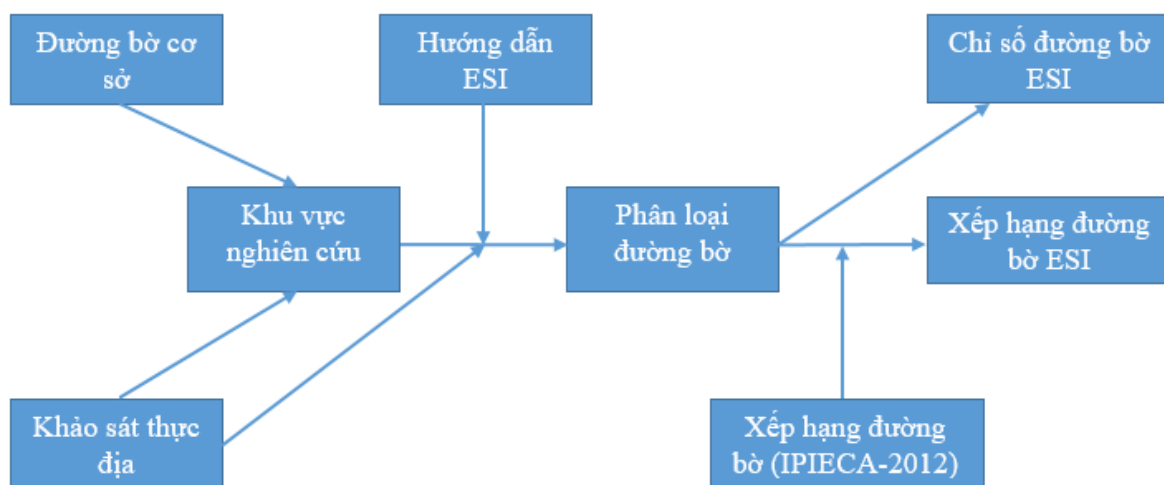 Đường bờ cơ
sở
Hướng dẫn
ESI
Chỉ số đường bờ
ESI
Khu vực
nghiên cứu
Phân loại
đường bờ
Xếp hạng đường
bờ ESI
Khảo sát thực
địa
Xếp hạng đường
bờ (IPIECA-2012)